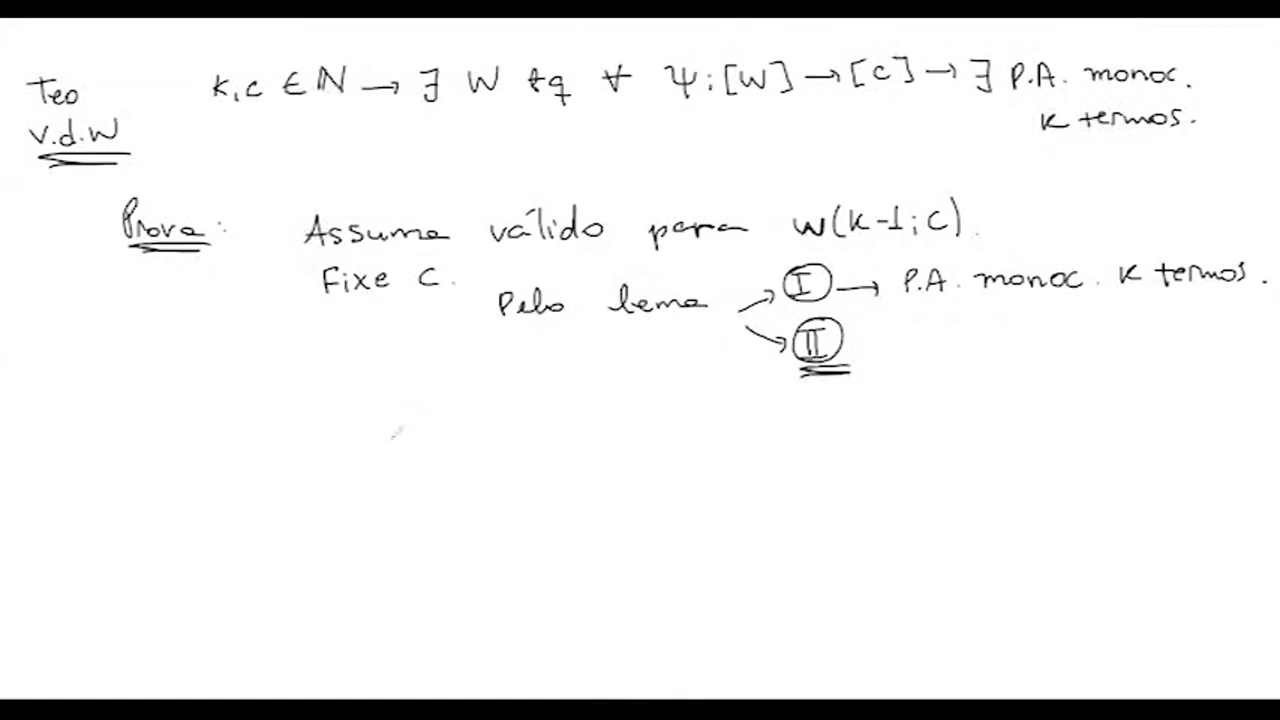 Teo k,c ∈ ℕ → ∃ W tq ∀ Ψ:[W] → [c] → ∃ P.A. monoc.
V.d.W k termos.
Prova: Assuma válido para W(k-1;c).
Fixe C.
Pelo lema I → P.A. monoc. k termos.
II